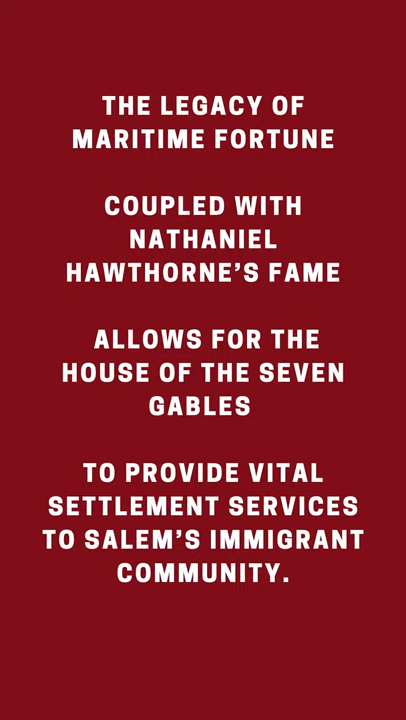 THE LEGACY OF
MARITIME FORTUNE
COUPLED WITH
NATHANIEL
HAWTHORNE’S FAME
ALLOWS FOR THE
HOUSE OF THE SEVEN
GABLES
TO PROVIDE VITAL
SETTLEMENT SERVICES
TO SALEM’S IMMIGRANT
COMMUNITY.